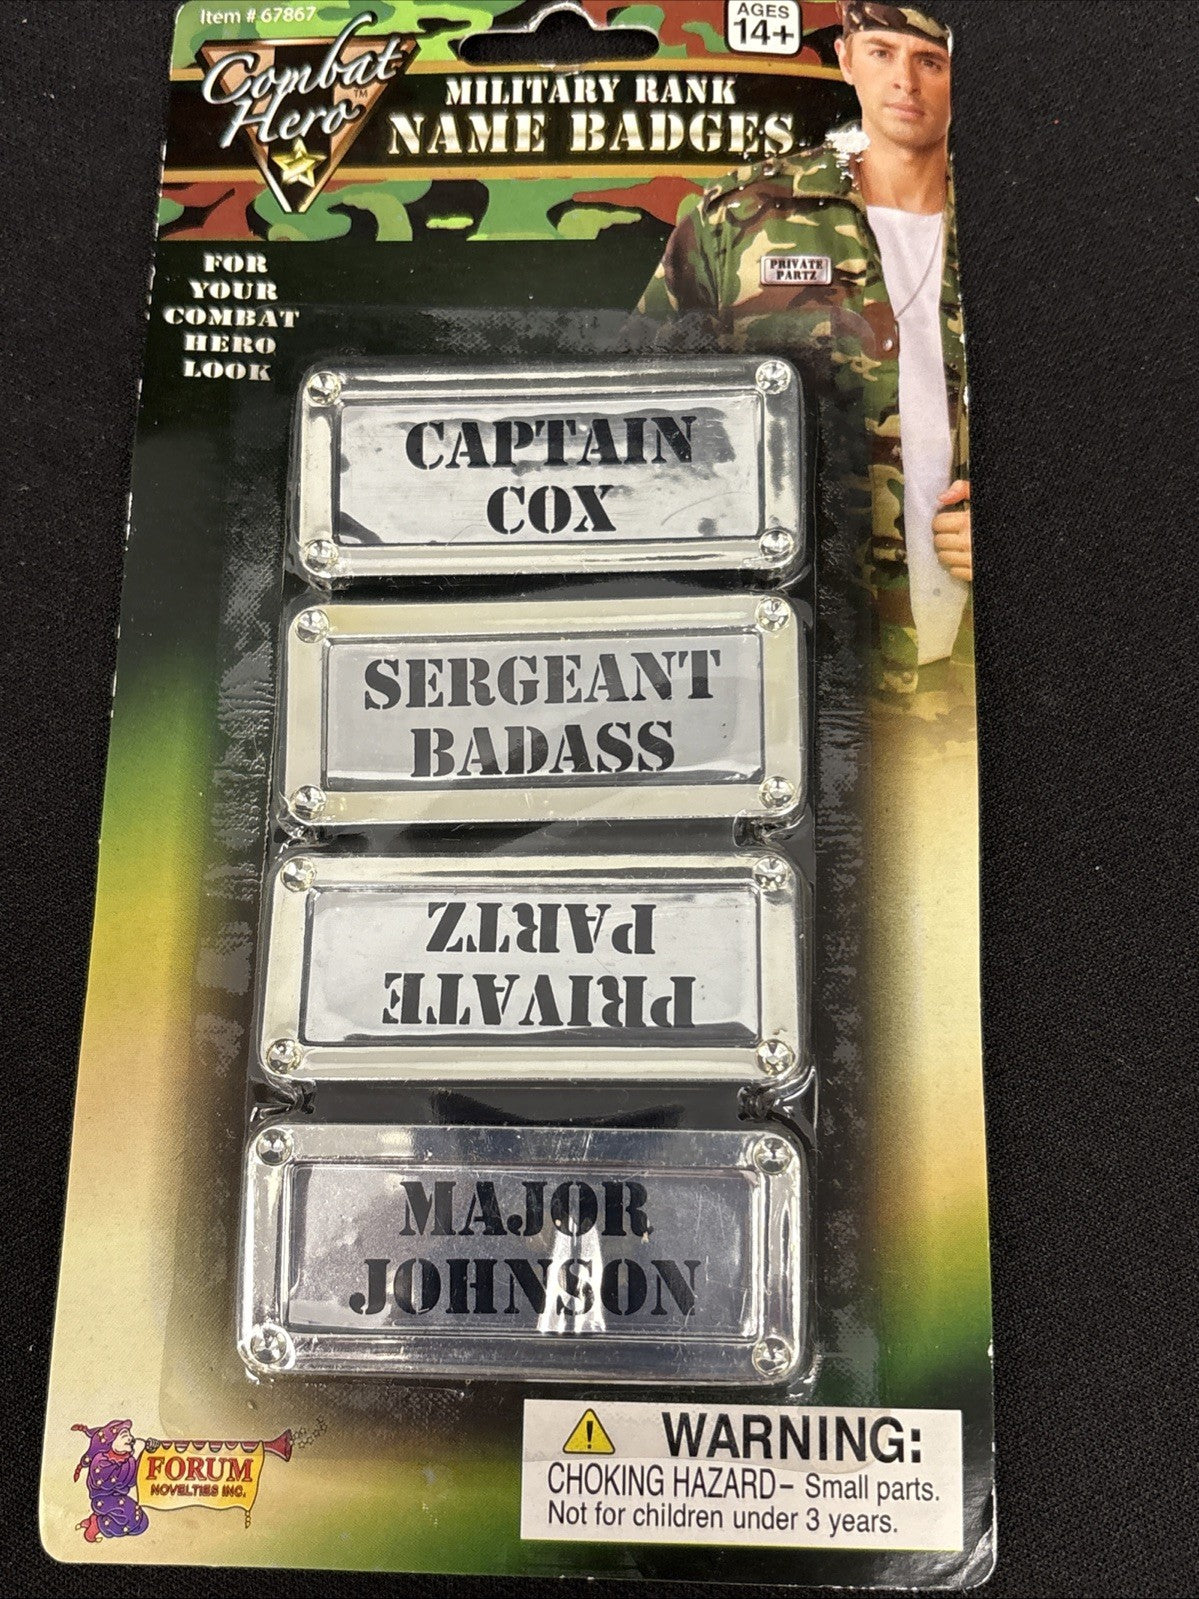 Item # 67867
Combat
Hero™
MILITARY RANK
NAME BADGES
AGES
14+
FOR
YOUR
COMBAT
HERO
LOOK
PRIVATE
PARTZ
CAPTAIN
COX
SERGEANT
BADASS
PRIVATE
PARTZ
MAJOR
JOHNSON
FORUM
NOVELTIES INC.
WARNING:
CHOKING HAZARD– Small parts.
Not for children under 3 years.